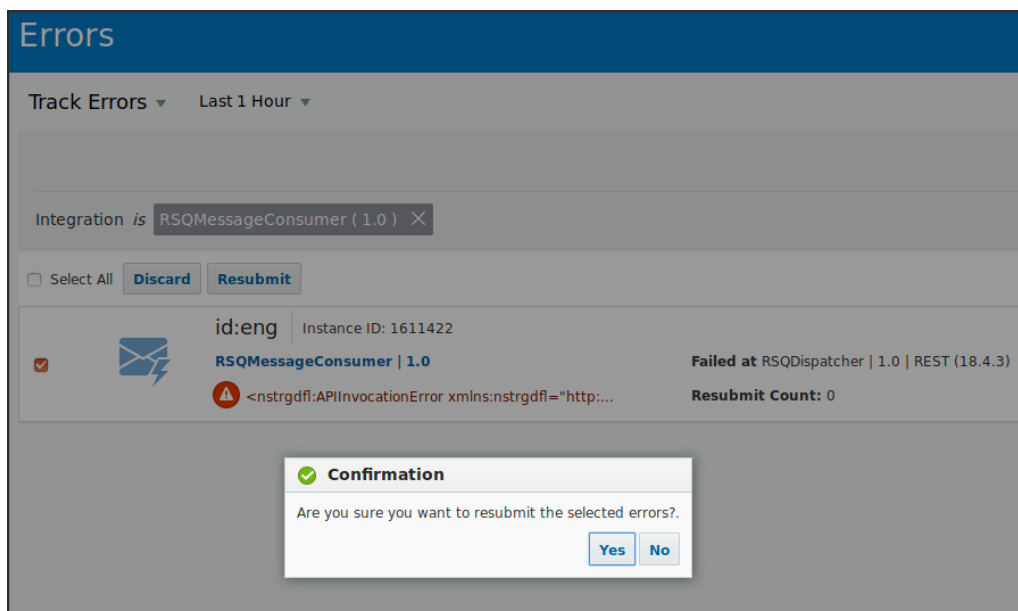 Errors
Track Errors Last 1 Hour
Integration is RSQMessageConsumer ( 1.0 )
Select All Discard Resubmit
id:eng Instance ID: 1611422
RSQMessageConsumer | 1.0 Failed at RSQDispatcher | 1.0 | REST (18.4.3)
<nstrgdfl:APIInvocationError xmlns:nstrgdfl="http:... Resubmit Count: 0
Confirmation
Are you sure you want to resubmit the selected errors?.
Yes No